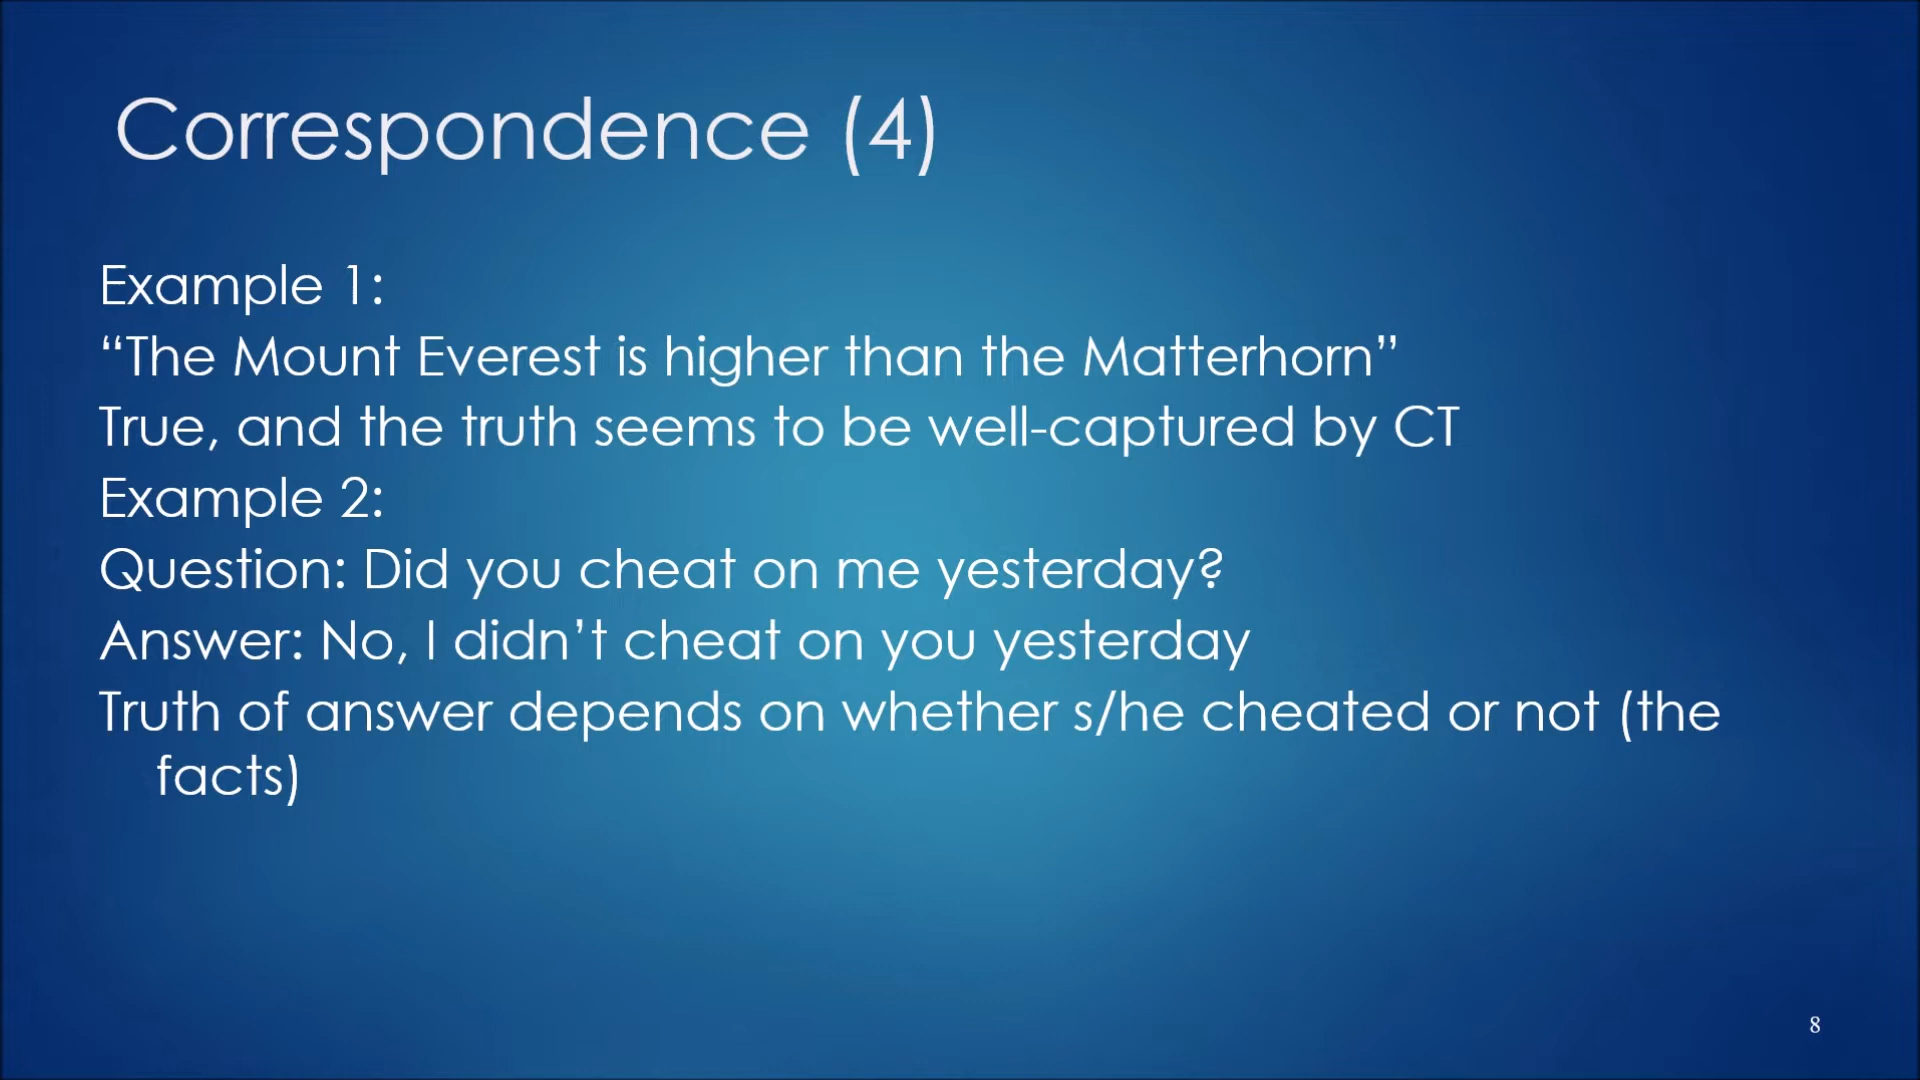 Correspondence (4)
Example 1:
“The Mount Everest is higher than the Matterhorn”
True, and the truth seems to be well-captured by CT
Example 2:
Question: Did you cheat on me yesterday?
Answer: No, I didn’t cheat on you yesterday
Truth of answer depends on whether s/he cheated or not (the
facts)
8